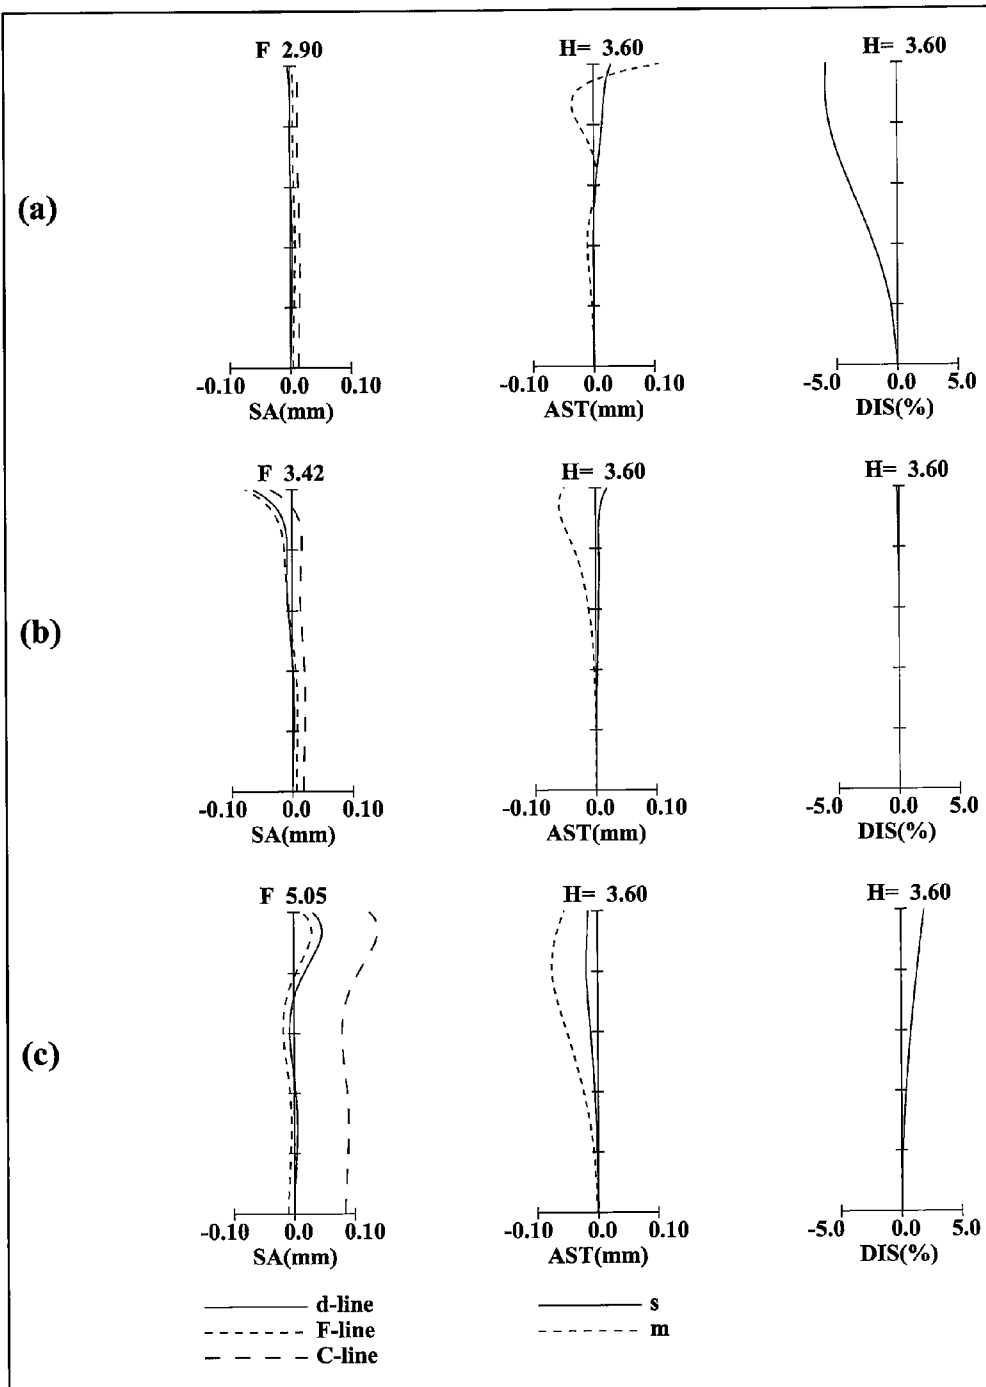 F 2.90 H= 3.60 H= 3.60
(a)
-0.10 0.0 0.10 -0.10 0.0 0.10 -5.0 0.0 5.0
SA(mm) AST(mm) DIS(%)
F 3.42 H= 3.60 H= 3.60
(b)
-0.10 0.0 0.10 -0.10 0.0 0.10 -5.0 0.0 5.0
SA(mm) AST(mm) DIS(%)
F 5.05 H= 3.60 H= 3.60
(c)
-0.10 0.0 0.10 -0.10 0.0 0.10 -5.0 0.0 5.0
SA(mm) AST(mm) DIS(%)
d-line s
F-line m
C-line